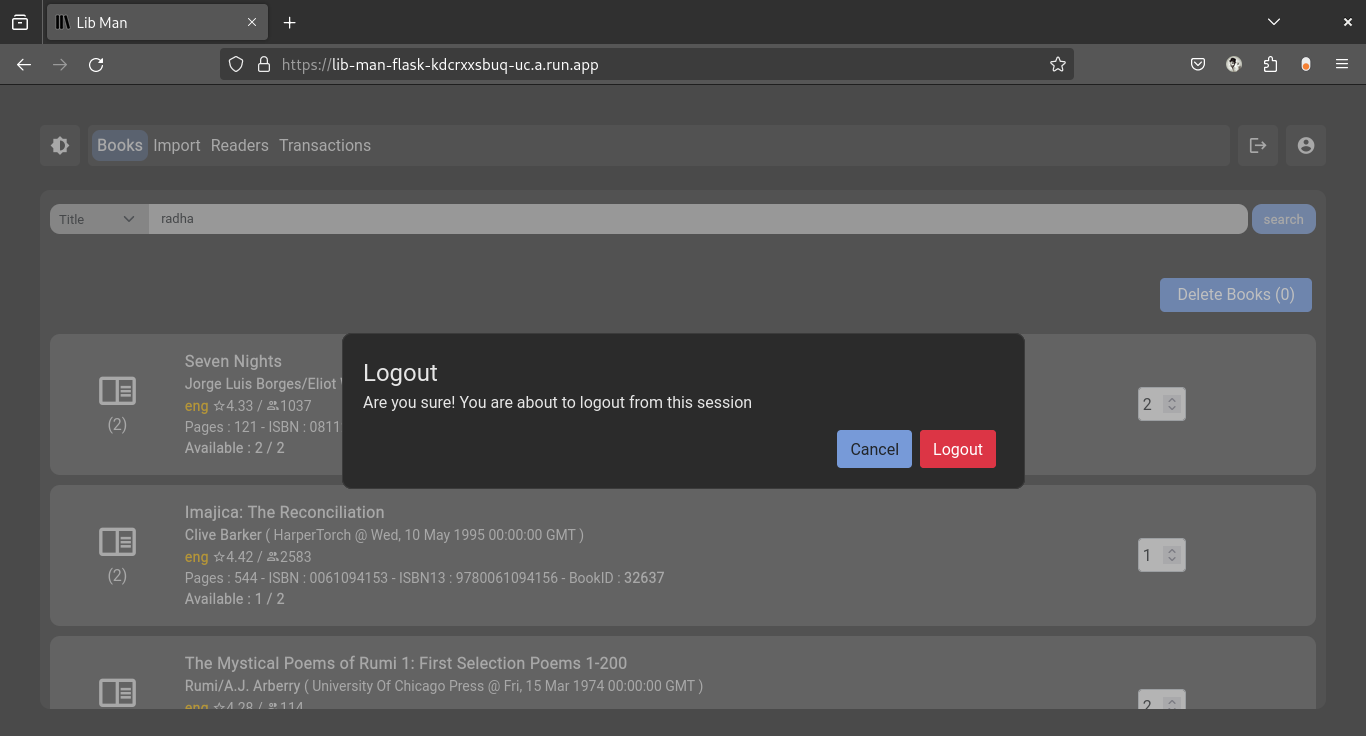 Lib Man
https://lib-man-flask-kdcrxxsbuq-uc.a.run.app
Books Import Readers Transactions
Title radha search
Delete Books (0)
Seven Nights
Jorge Luis Borges/Eliot
eng 4.33 / 1037
(2)
Pages : 121 - ISBN : 0811
Available : 2 / 2
2
Logout
Are you sure! You are about to logout from this session
Cancel Logout
Imajica: The Reconciliation
Clive Barker ( HarperTorch @ Wed, 10 May 1995 00:00:00 GMT )
eng 4.42 / 2583
(2)
Pages : 544 - ISBN : 0061094153 - ISBN13 : 9780061094156 - BookID : 32637
Available : 1 / 2
1
The Mystical Poems of Rumi 1: First Selection Poems 1-200
Rumi/A.J. Arberry ( University Of Chicago Press @ Fri, 15 Mar 1974 00:00:00 GMT )
eng 4.28 / 114
2